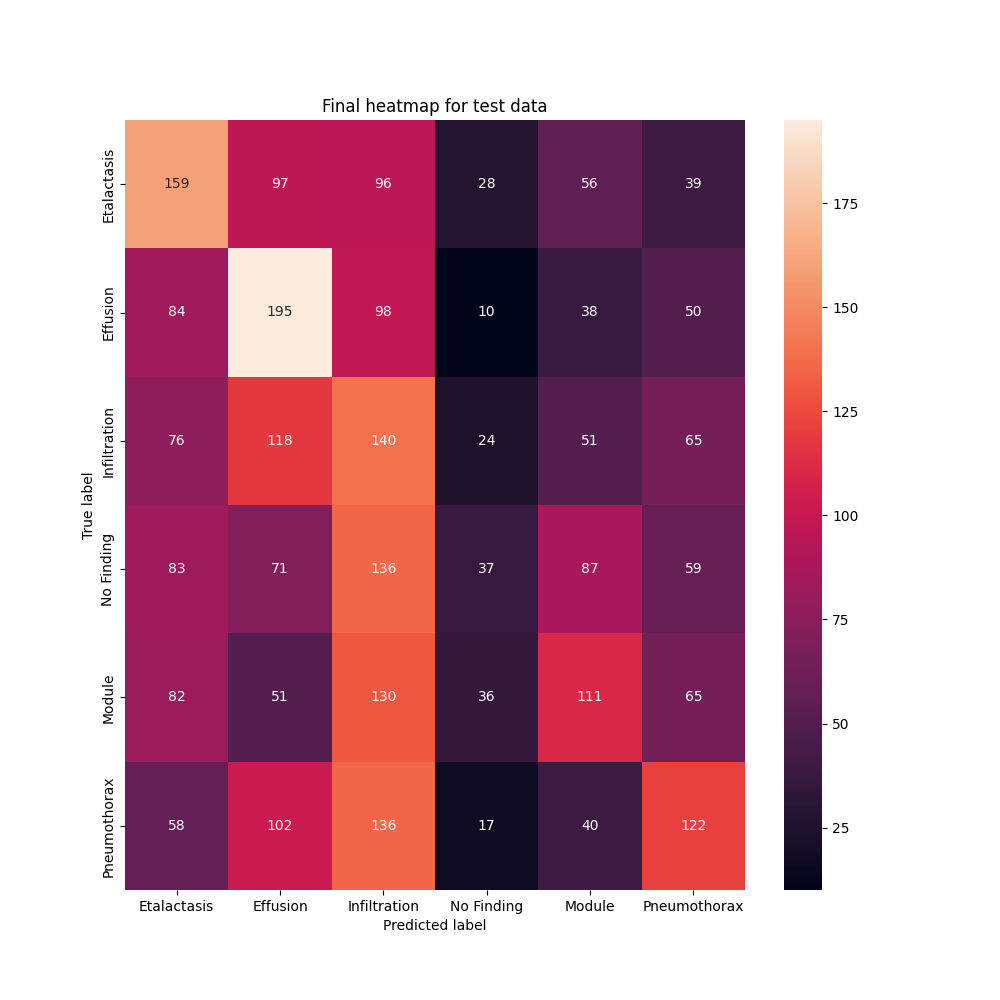 Final heatmap for test data
True label
Etalactasis 159 97 96 28 56 39
Effusion 84 195 98 10 38 50
Infiltration 76 118 140 24 51 65
No Finding 83 71 136 37 87 59
Module 82 51 130 36 111 65
Pneumothorax 58 102 136 17 40 122
Etalactasis Effusion Infiltration No Finding Module Pneumothorax
Predicted label
175
150
125
100
75
50
25